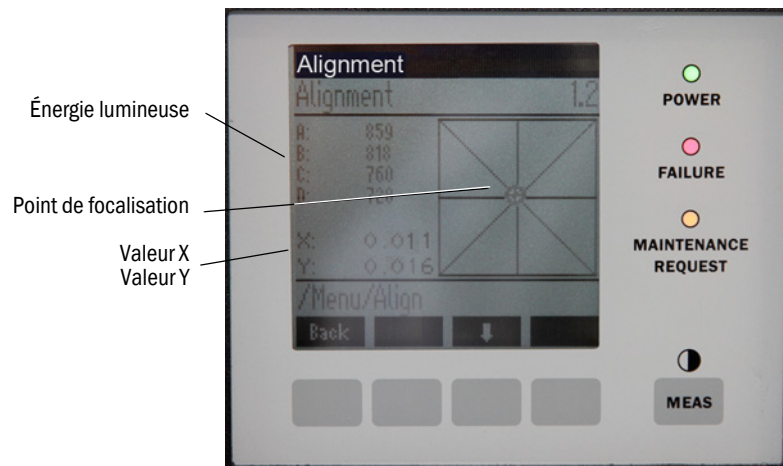 Énergie lumineuse
Point de focalisation
Valeur X
Valeur Y
Alignment
Alignment 1.2
A: 859
B: 818
C: 760
D: 720
X: 0.011
Y: 0.016
/Menu/Align
Back
POWER
FAILURE
MAINTENANCE
REQUEST
MEAS